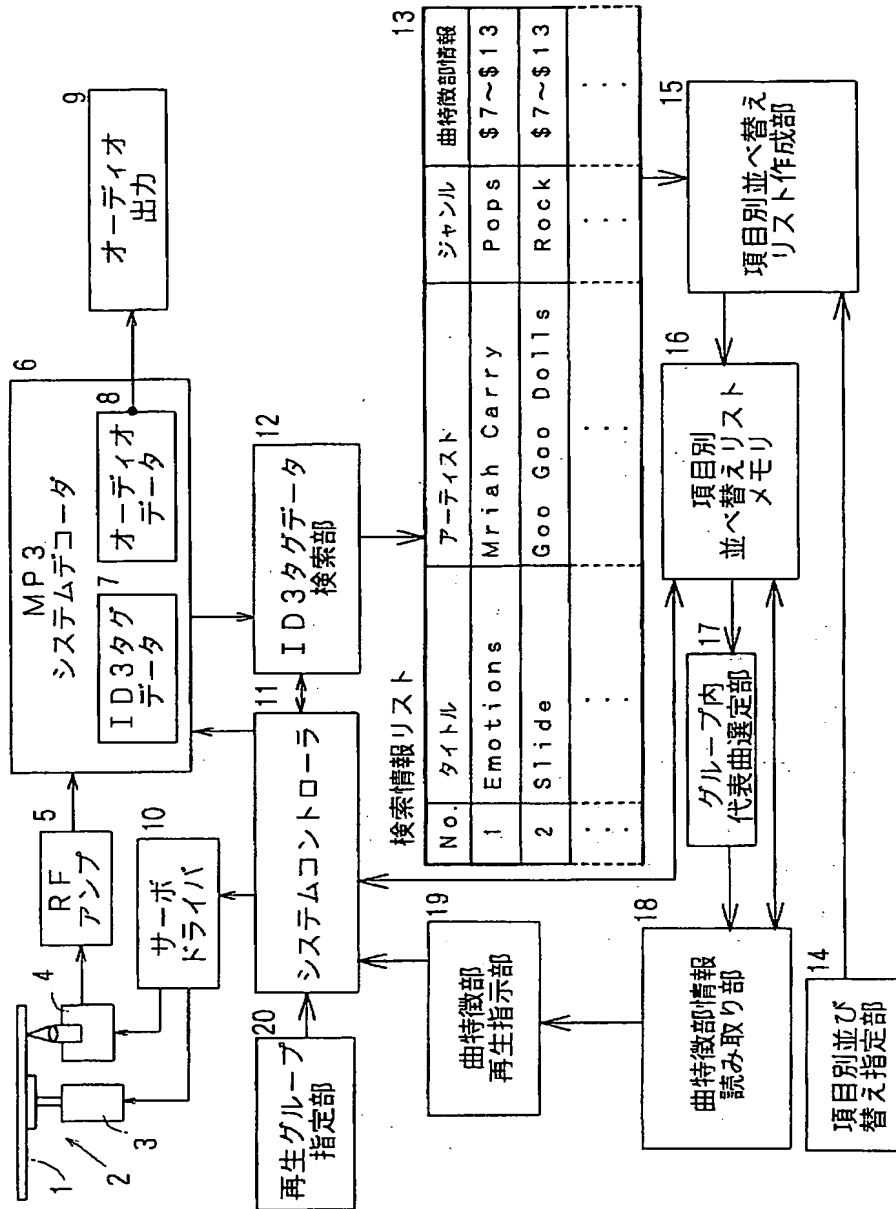 1
2
3
4
5
RF
アンプ
6
MP3
システムデコーダ
7
ID3タグ
データ
8
オーディオ
データ
9
オーディオ
出力
10
サーボ
ドライバ
11
システムコントローラ
12
ID3タグデータ
検索部
20
再生グループ
指定部
検索情報リスト
13
No. タイトル アーティスト ジャンル 曲特徴部情報
1 Emotions Mriah Carry Pops $7~$13
2 Slide Goo Goo Dolls Rock $7~$13
19
曲特徴部
再生指示部
18
曲特徴部情報
読み取り部
17
グループ内
代表曲選定部
16
項目別
並べ替えリスト
メモリ
15
項目別並べ替え
リスト作成部
14
項目別並び
替え指定部